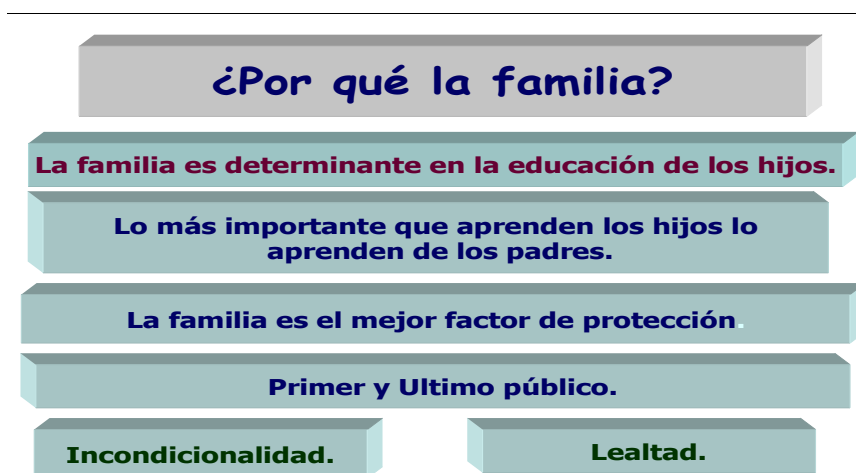 ¿Por qué la familia?
La familia es determinante en la educación de los hijos.
Lo más importante que aprenden los hijos lo
aprenden de los padres.
La familia es el mejor factor de protección.
Primer y Ultimo público.
Incondicionalidad.
Lealtad.